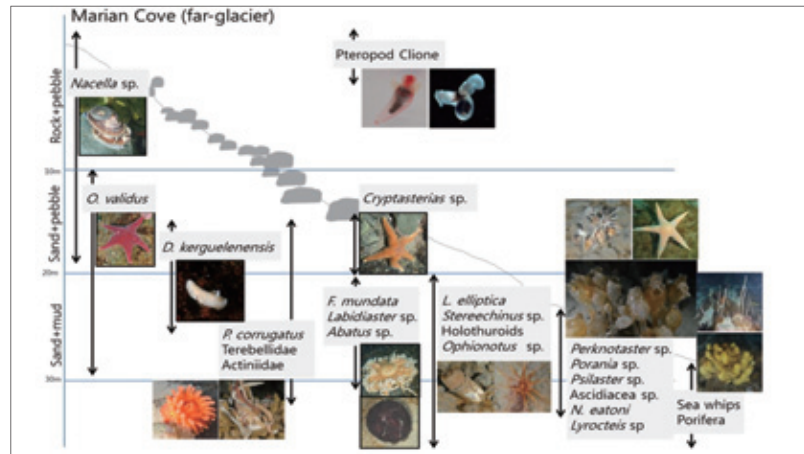 Marian Cove (far-glacier)
Pteropod Clione
Nacella sp.
Rock+pebble
10m
O. validus
Cryptasterias sp.
Sand+pebble
D. kerguelenensis
20m
F. mundata
Labidiaster sp.
Abatus sp.
L. elliptica
Stereechinus sp.
Holothuroids
Ophionotus sp.
P. corrugatus
Terebellidae
Actiniidae
Sand+mud
Perknotaster sp.
Porania sp.
Psilaster sp.
Ascidiacea sp.
N. eatoni
Lyrocteis sp
30m
Sea whips
Porifera